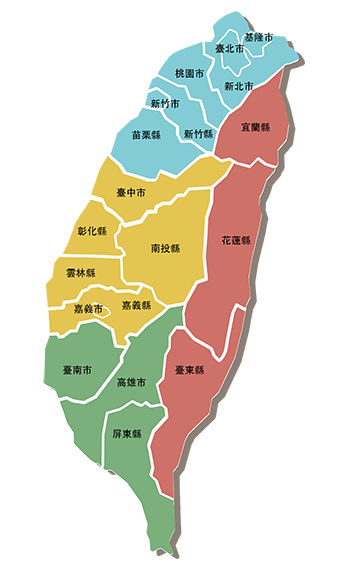 基隆市
臺北市
桃園市
新北市
新竹市
宜蘭縣
苗栗縣
新竹縣
臺中市
彰化縣
花蓮縣
南投縣
雲林縣
嘉義縣
嘉義市
臺南市
臺東縣
高雄市
屏東縣